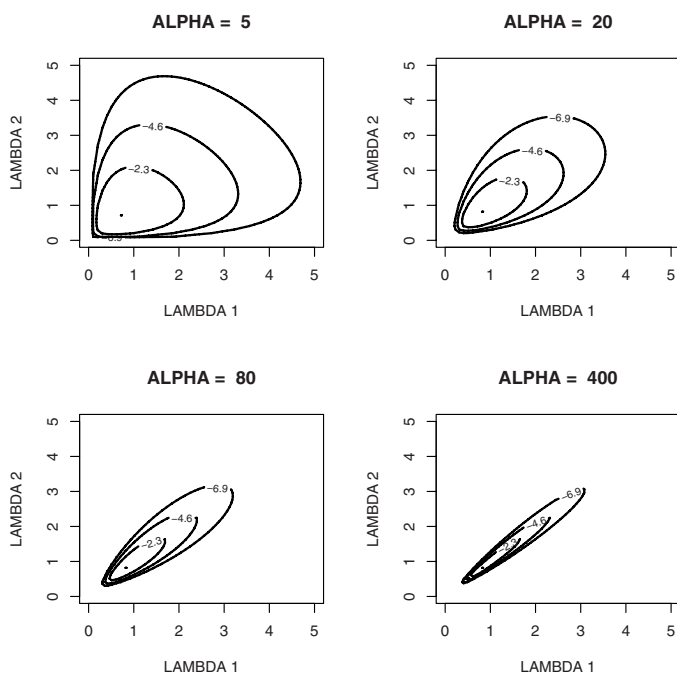 ALPHA = 5
LAMBDA 2
5
4
3
2
1
0
−4.6
−2.3
−6.9
0 1 2 3 4 5
LAMBDA 1
ALPHA = 20
LAMBDA 2
5
4
3
2
1
0
−6.9
−4.6
−2.3
0 1 2 3 4 5
LAMBDA 1
ALPHA = 80
LAMBDA 2
5
4
3
2
1
0
−6.9
−4.6
−2.3
0 1 2 3 4 5
LAMBDA 1
ALPHA = 400
LAMBDA 2
5
4
3
2
1
0
−6.9
−4.6
−2.3
0 1 2 3 4 5
LAMBDA 1